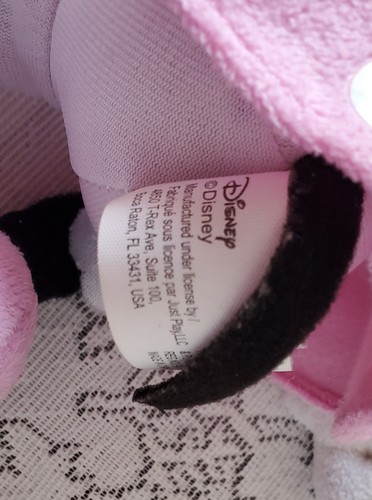 Disney
©Disney
Manufactured under license by /
Fabriqué sous licence par Just Play, LLC
4850 T-Rex Ave, Suite 100,
Boca Raton, FL 33431, USA